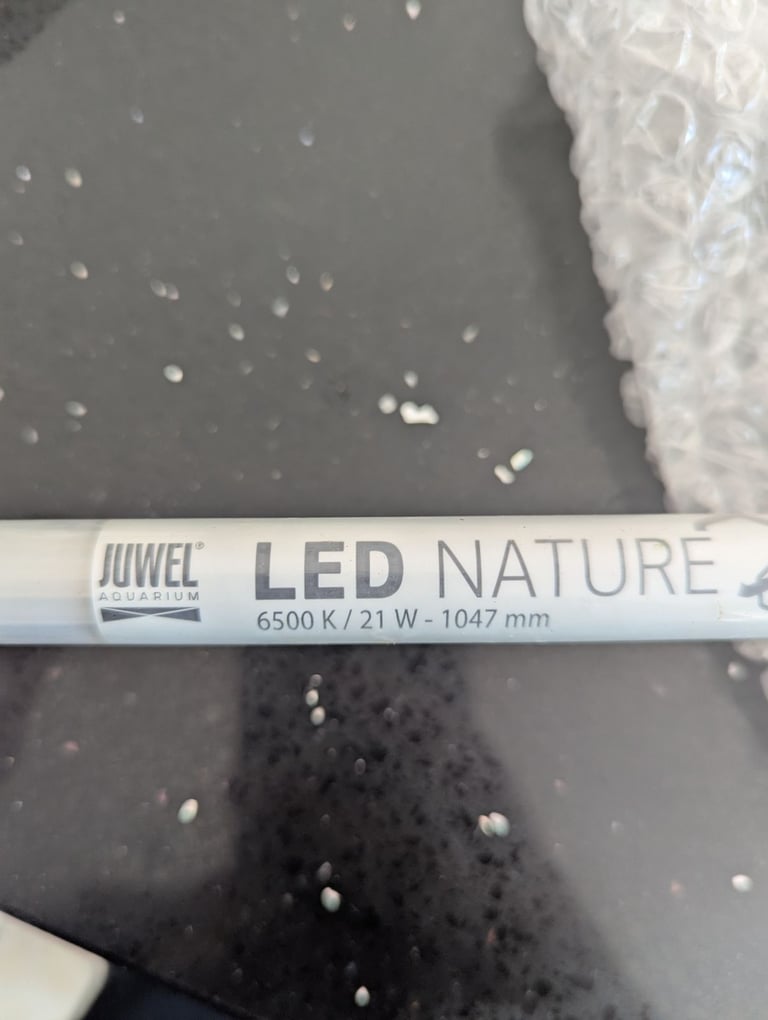 JUWEL®
AQUARIUM
LED NATURE
6500 K / 21 W - 1047 mm